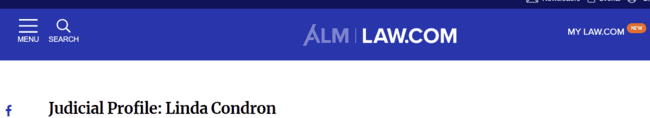 MENU
SEARCH
ALM | LAW.COM
MY LAW.COM NEW
Judicial Profile: Linda Condron